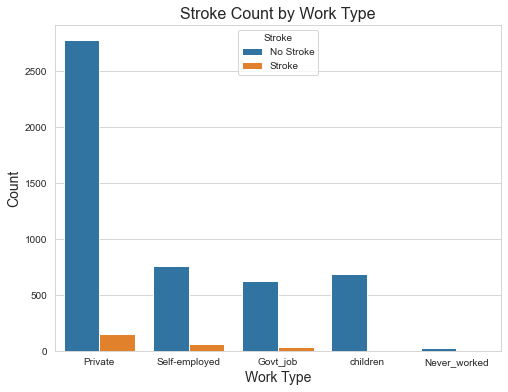 Stroke Count by Work Type
Stroke
No Stroke
Stroke
Count
2500
2000
1500
1000
500
0
Private Self-employed Govt_job children Never_worked
Work Type